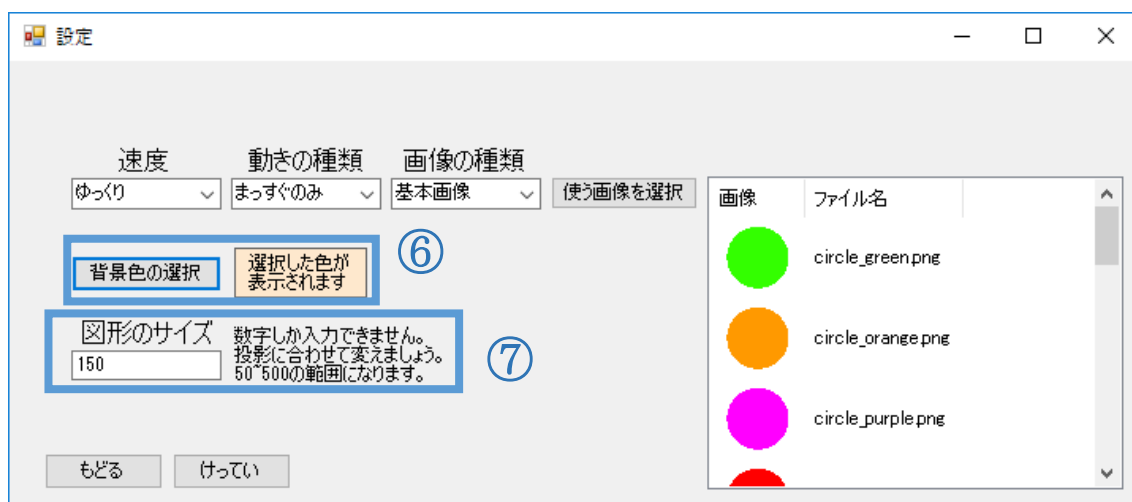 設定
速度
動きの種類
画像の種類
ゆっくり
まっすぐのみ
基本画像
使う画像を選択
画像
ファイル名
circle_green.png
背景色の選択
選択した色が
表示されます
⑥
図形のサイズ
150
数字しか入力できません。
投影に合わせて変えましょう。
50~500の範囲になります。
⑦
circle_orange.png
circle_purple.png
もどる
けってい